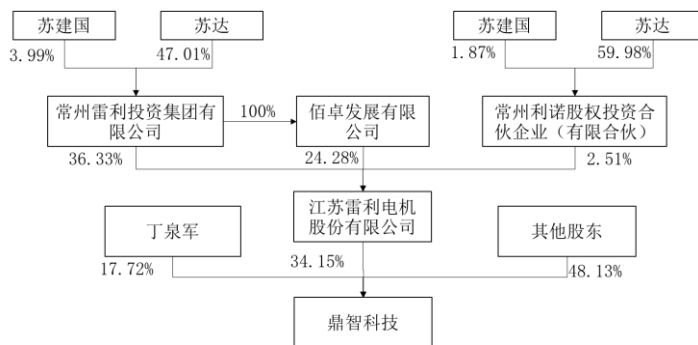 苏建国
苏达
苏建国
苏达
3.99%
47.01%
1.87%
59.98%
常州雷利投资集团有
限公司
100%
佰卓发展有限
公司
常州利诺股权投资合
伙企业（有限合伙）
36.33%
24.28%
2.51%
江苏雷利电机
股份有限公司
丁泉军
其他股东
17.72%
34.15%
48.13%
鼎智科技